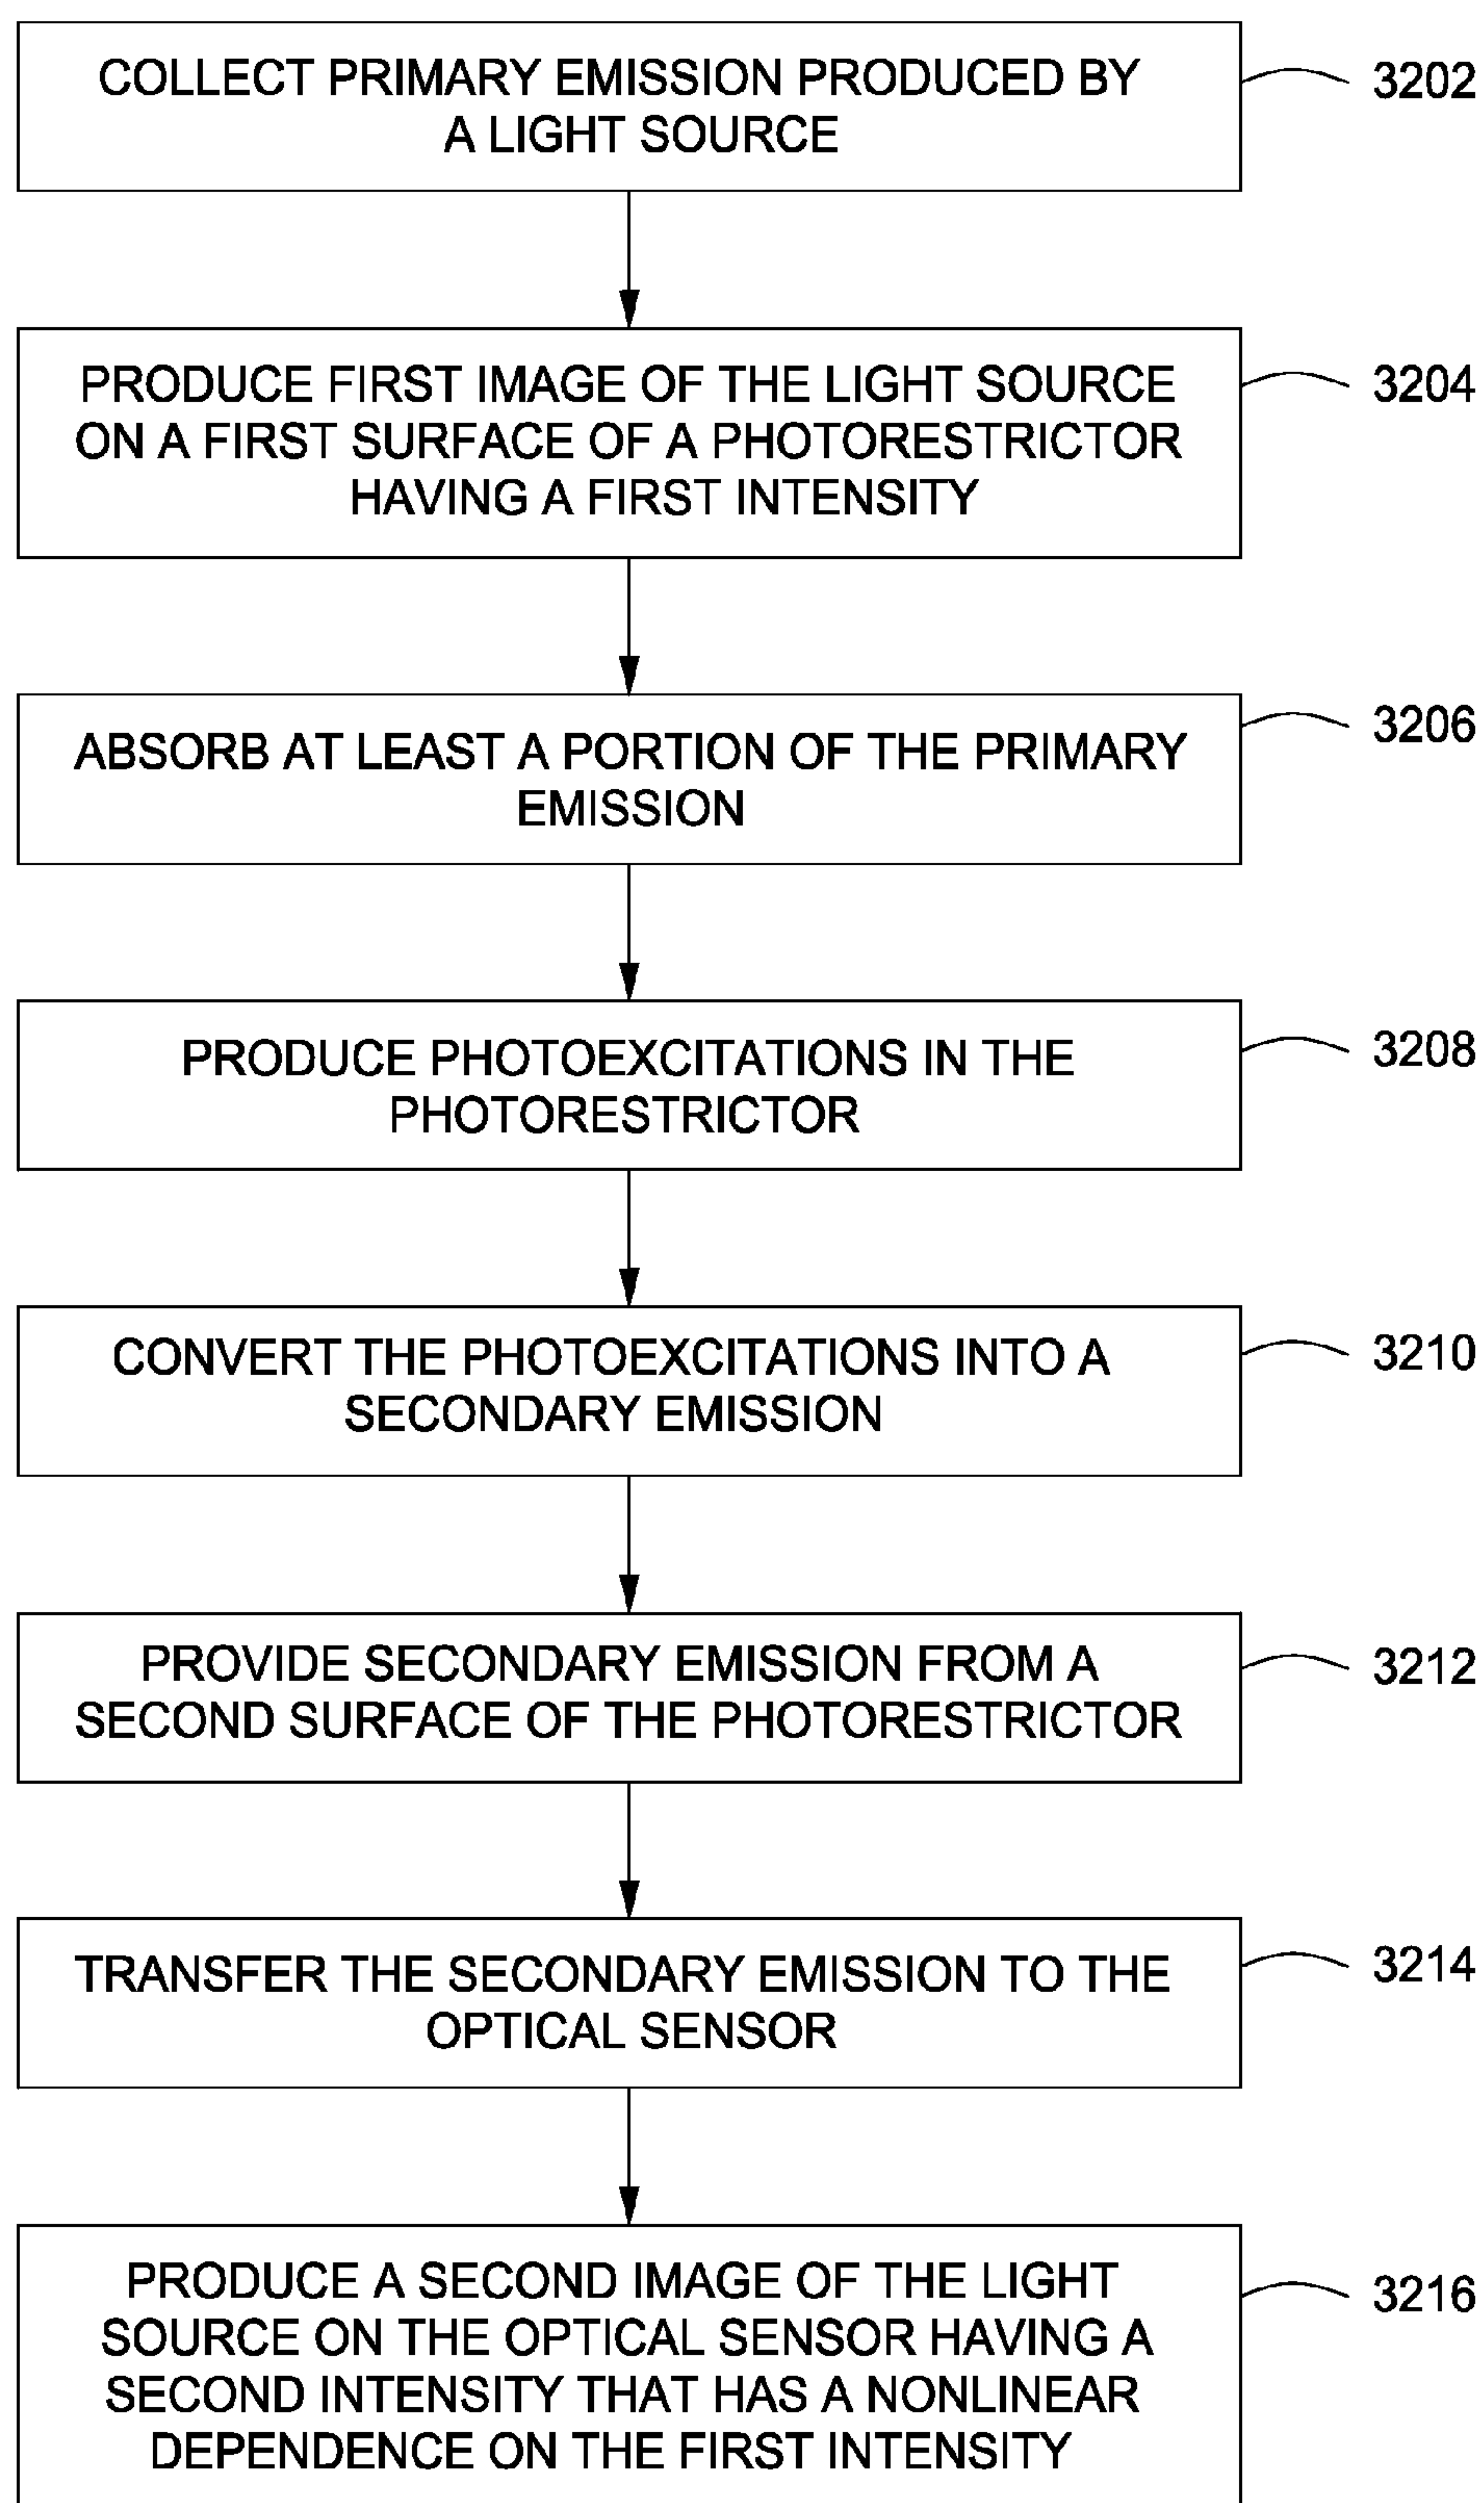 COLLECT PRIMARY EMISSION PRODUCED BY
A LIGHT SOURCE
3202
PRODUCE FIRST IMAGE OF THE LIGHT SOURCE
ON A FIRST SURFACE OF A PHOTORESTRICTOR
HAVING A FIRST INTENSITY
3204
ABSORB AT LEAST A PORTION OF THE PRIMARY
EMISSION
3206
PRODUCE PHOTOEXCITATIONS IN THE
PHOTORESTRICTOR
3208
CONVERT THE PHOTOEXCITATIONS INTO A
SECONDARY EMISSION
3210
PROVIDE SECONDARY EMISSION FROM A
SECOND SURFACE OF THE PHOTORESTRICTOR
3212
TRANSFER THE SECONDARY EMISSION TO THE
OPTICAL SENSOR
3214
PRODUCE A SECOND IMAGE OF THE LIGHT
SOURCE ON THE OPTICAL SENSOR HAVING A
SECOND INTENSITY THAT HAS A NONLINEAR
DEPENDENCE ON THE FIRST INTENSITY
3216